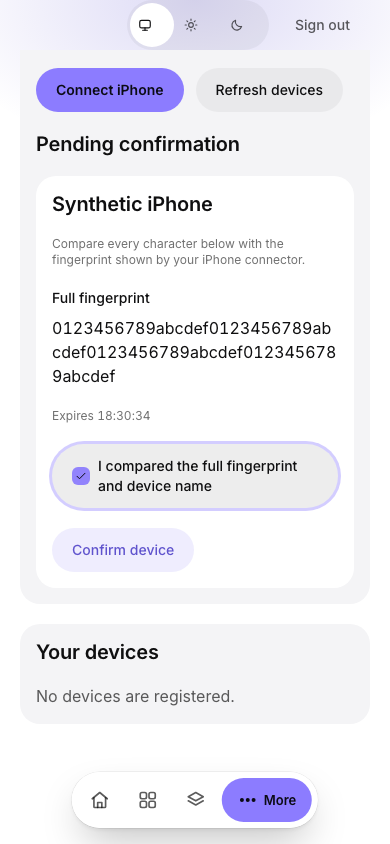 Sign out
Connect iPhone
Refresh devices
Pending confirmation
Synthetic iPhone
Compare every character below with the
fingerprint shown by your iPhone connector.
Full fingerprint
0123456789abcdef0123456789ab
cdef0123456789abcdef012345678
9abcdef
Expires 18:30:34
I compared the full fingerprint
and device name
Confirm device
Your devices
No devices are registered.
More